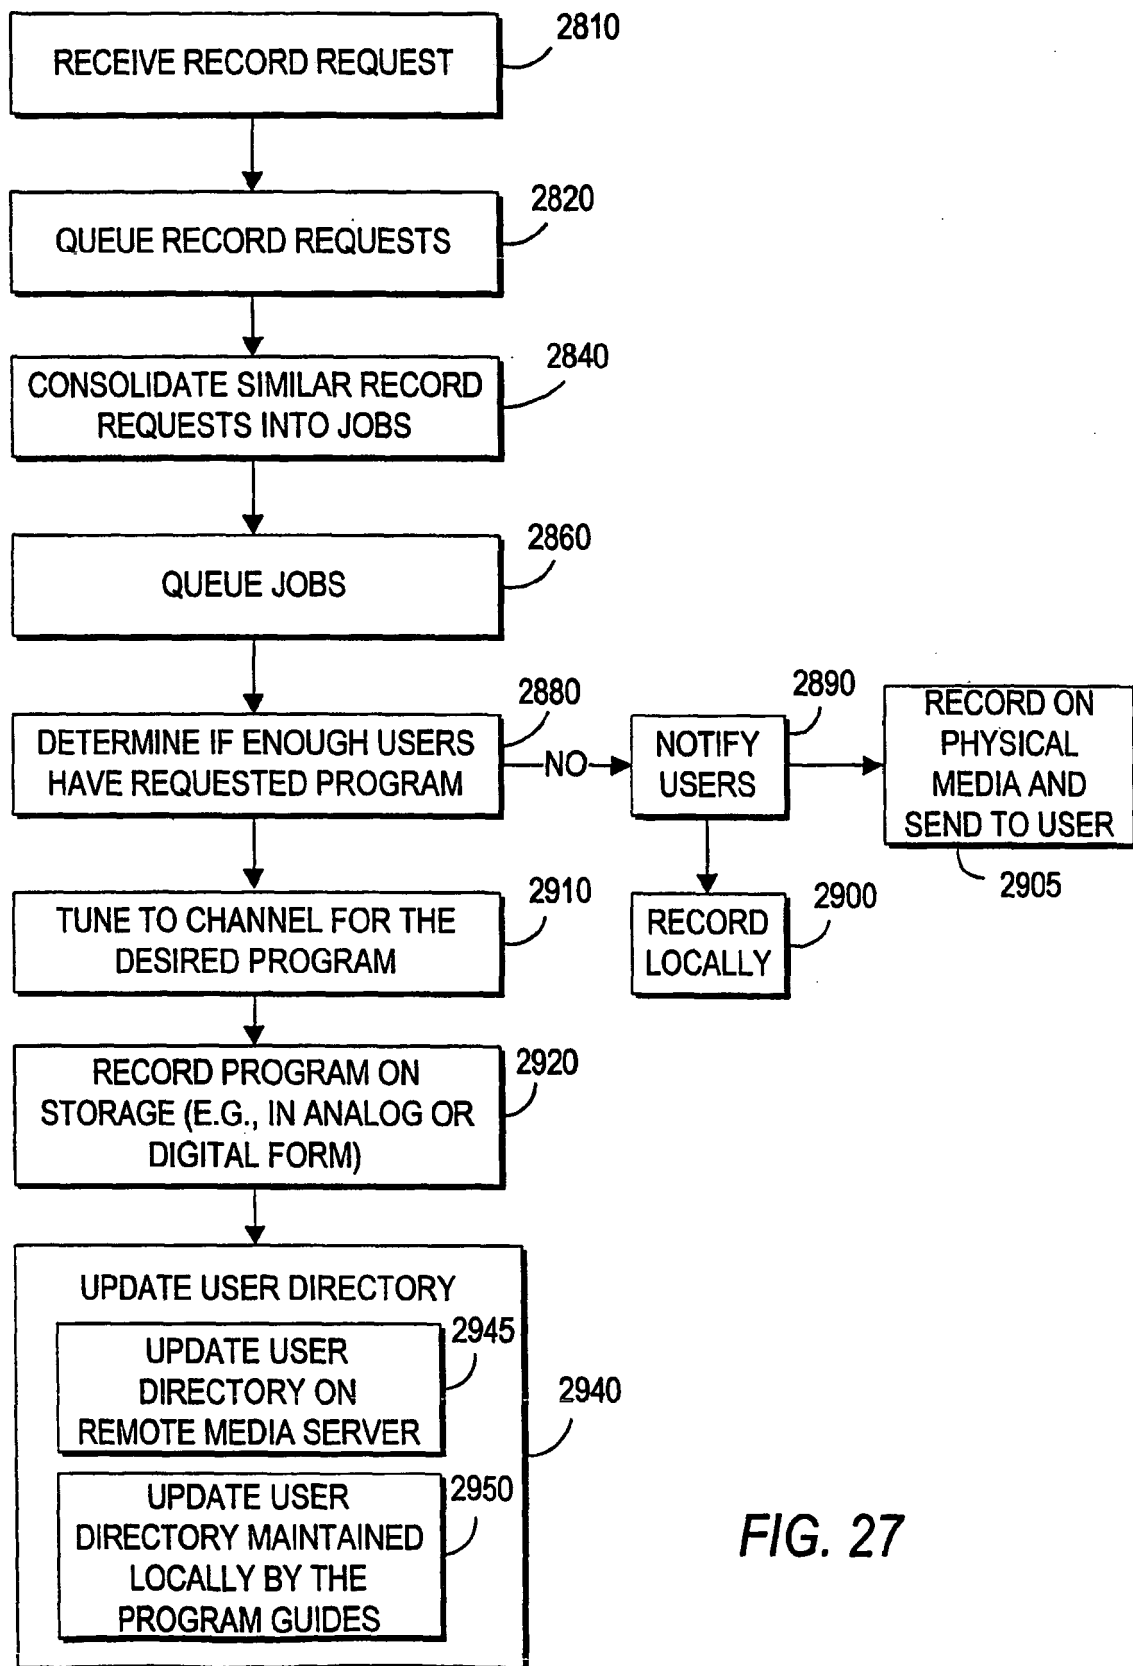 RECEIVE RECORD REQUEST
2810
QUEUE RECORD REQUESTS
2820
CONSOLIDATE SIMILAR RECORD
REQUESTS INTO JOBS
2840
QUEUE JOBS
2860
DETERMINE IF ENOUGH USERS
HAVE REQUESTED PROGRAM
2880
NO
NOTIFY
USERS
2890
RECORD ON
PHYSICAL
MEDIA AND
SEND TO USER
2905
RECORD
LOCALLY
2900
TUNE TO CHANNEL FOR THE
DESIRED PROGRAM
2910
RECORD PROGRAM ON
STORAGE (E.G., IN ANALOG OR
DIGITAL FORM)
2920
UPDATE USER DIRECTORY
2940
UPDATE USER
DIRECTORY ON
REMOTE MEDIA SERVER
2945
UPDATE USER
DIRECTORY MAINTAINED
LOCALLY BY THE
PROGRAM GUIDES
2950
FIG. 27